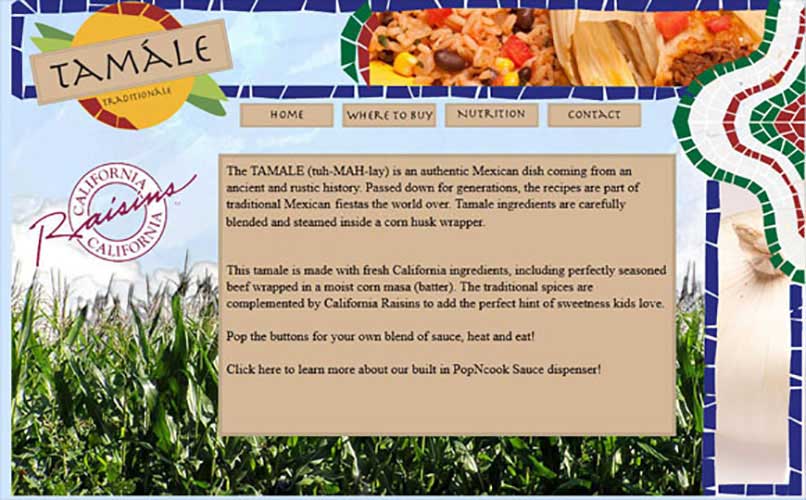 TAMÁLE
TRADITIONALE
HOME
WHERE TO BUY
NUTRITION
CONTACT
CALIFORNIA
Raisins
CALIFORNIA
The TAMALE (tuh-MAH-lay) is an authentic Mexican dish coming from an
ancient and rustic history. Passed down for generations, the recipes are part of
traditional Mexican fiestas the world over. Tamale ingredients are carefully
blended and steamed inside a corn husk wrapper.
This tamale is made with fresh California ingredients, including perfectly seasoned
beef wrapped in a moist corn masa (batter). The traditional spices are
complemented by California Raisins to add the perfect hint of sweetness kids love.
Pop the buttons for your own blend of sauce, heat and eat!
Click here to learn more about our built in PopNcook Sauce dispenser!